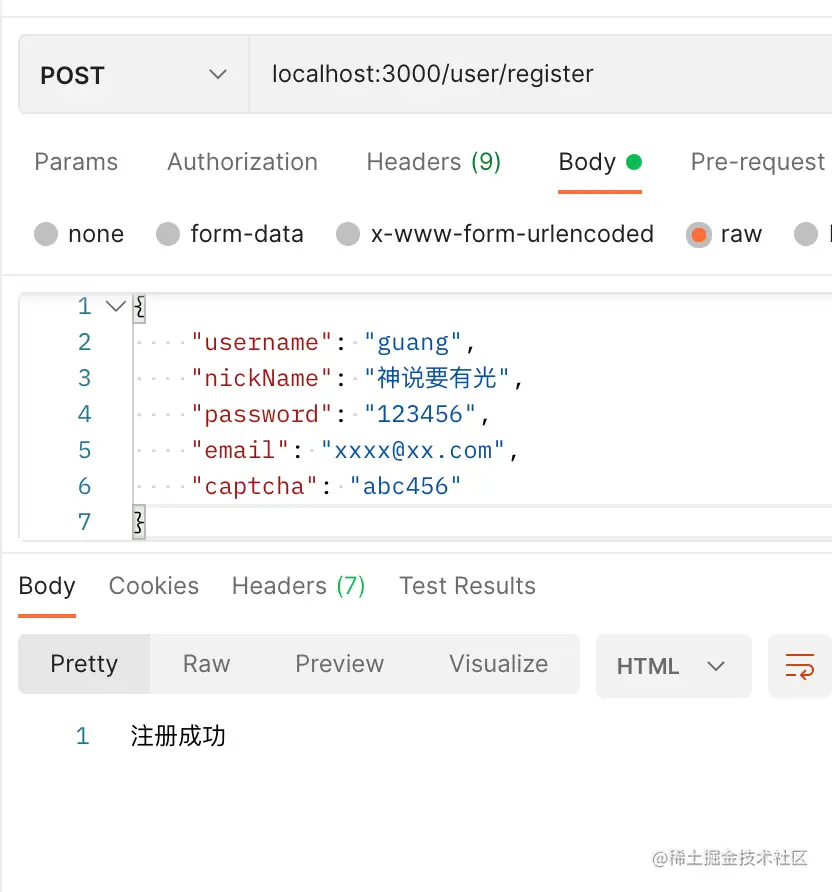 POST localhost:3000/user/register
Params Authorization Headers (9) Body Pre-request
none form-data x-www-form-urlencoded raw
1 {
2 "username": "guang",
3 "nickName": "神说要有光",
4 "password": "123456",
5 "email": "xxxx@xx.com",
6 "captcha": "abc456"
7 }
Body Cookies Headers (7) Test Results
Pretty Raw Preview Visualize HTML
1 注册成功
@稀土掘金技术社区